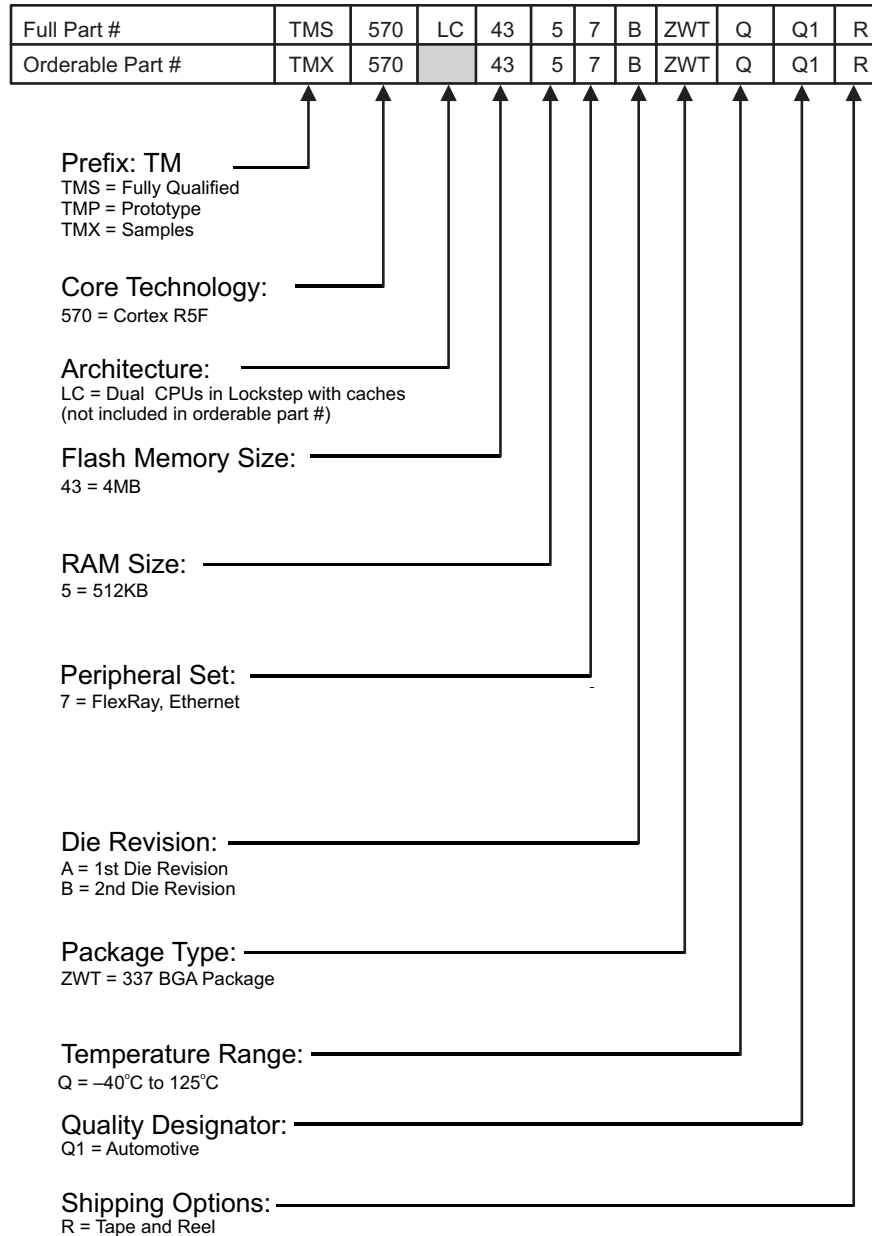 Full Part # TMS 570 LC 43 5 7 B ZWT Q Q1 R
Orderable Part # TMX 570 43 5 7 B ZWT Q Q1 R
Prefix: TM
TMS = Fully Qualified
TMP = Prototype
TMX = Samples
Core Technology:
570 = Cortex R5F
Architecture:
LC = Dual CPUs in Lockstep with caches
(not included in orderable part #)
Flash Memory Size:
43 = 4MB
RAM Size:
5 = 512KB
Peripheral Set:
7 = FlexRay, Ethernet
Die Revision:
A = 1st Die Revision
B = 2nd Die Revision
Package Type:
ZWT = 337 BGA Package
Temperature Range:
Q = –40°C to 125°C
Quality Designator:
Q1 = Automotive
Shipping Options:
R = Tape and Reel